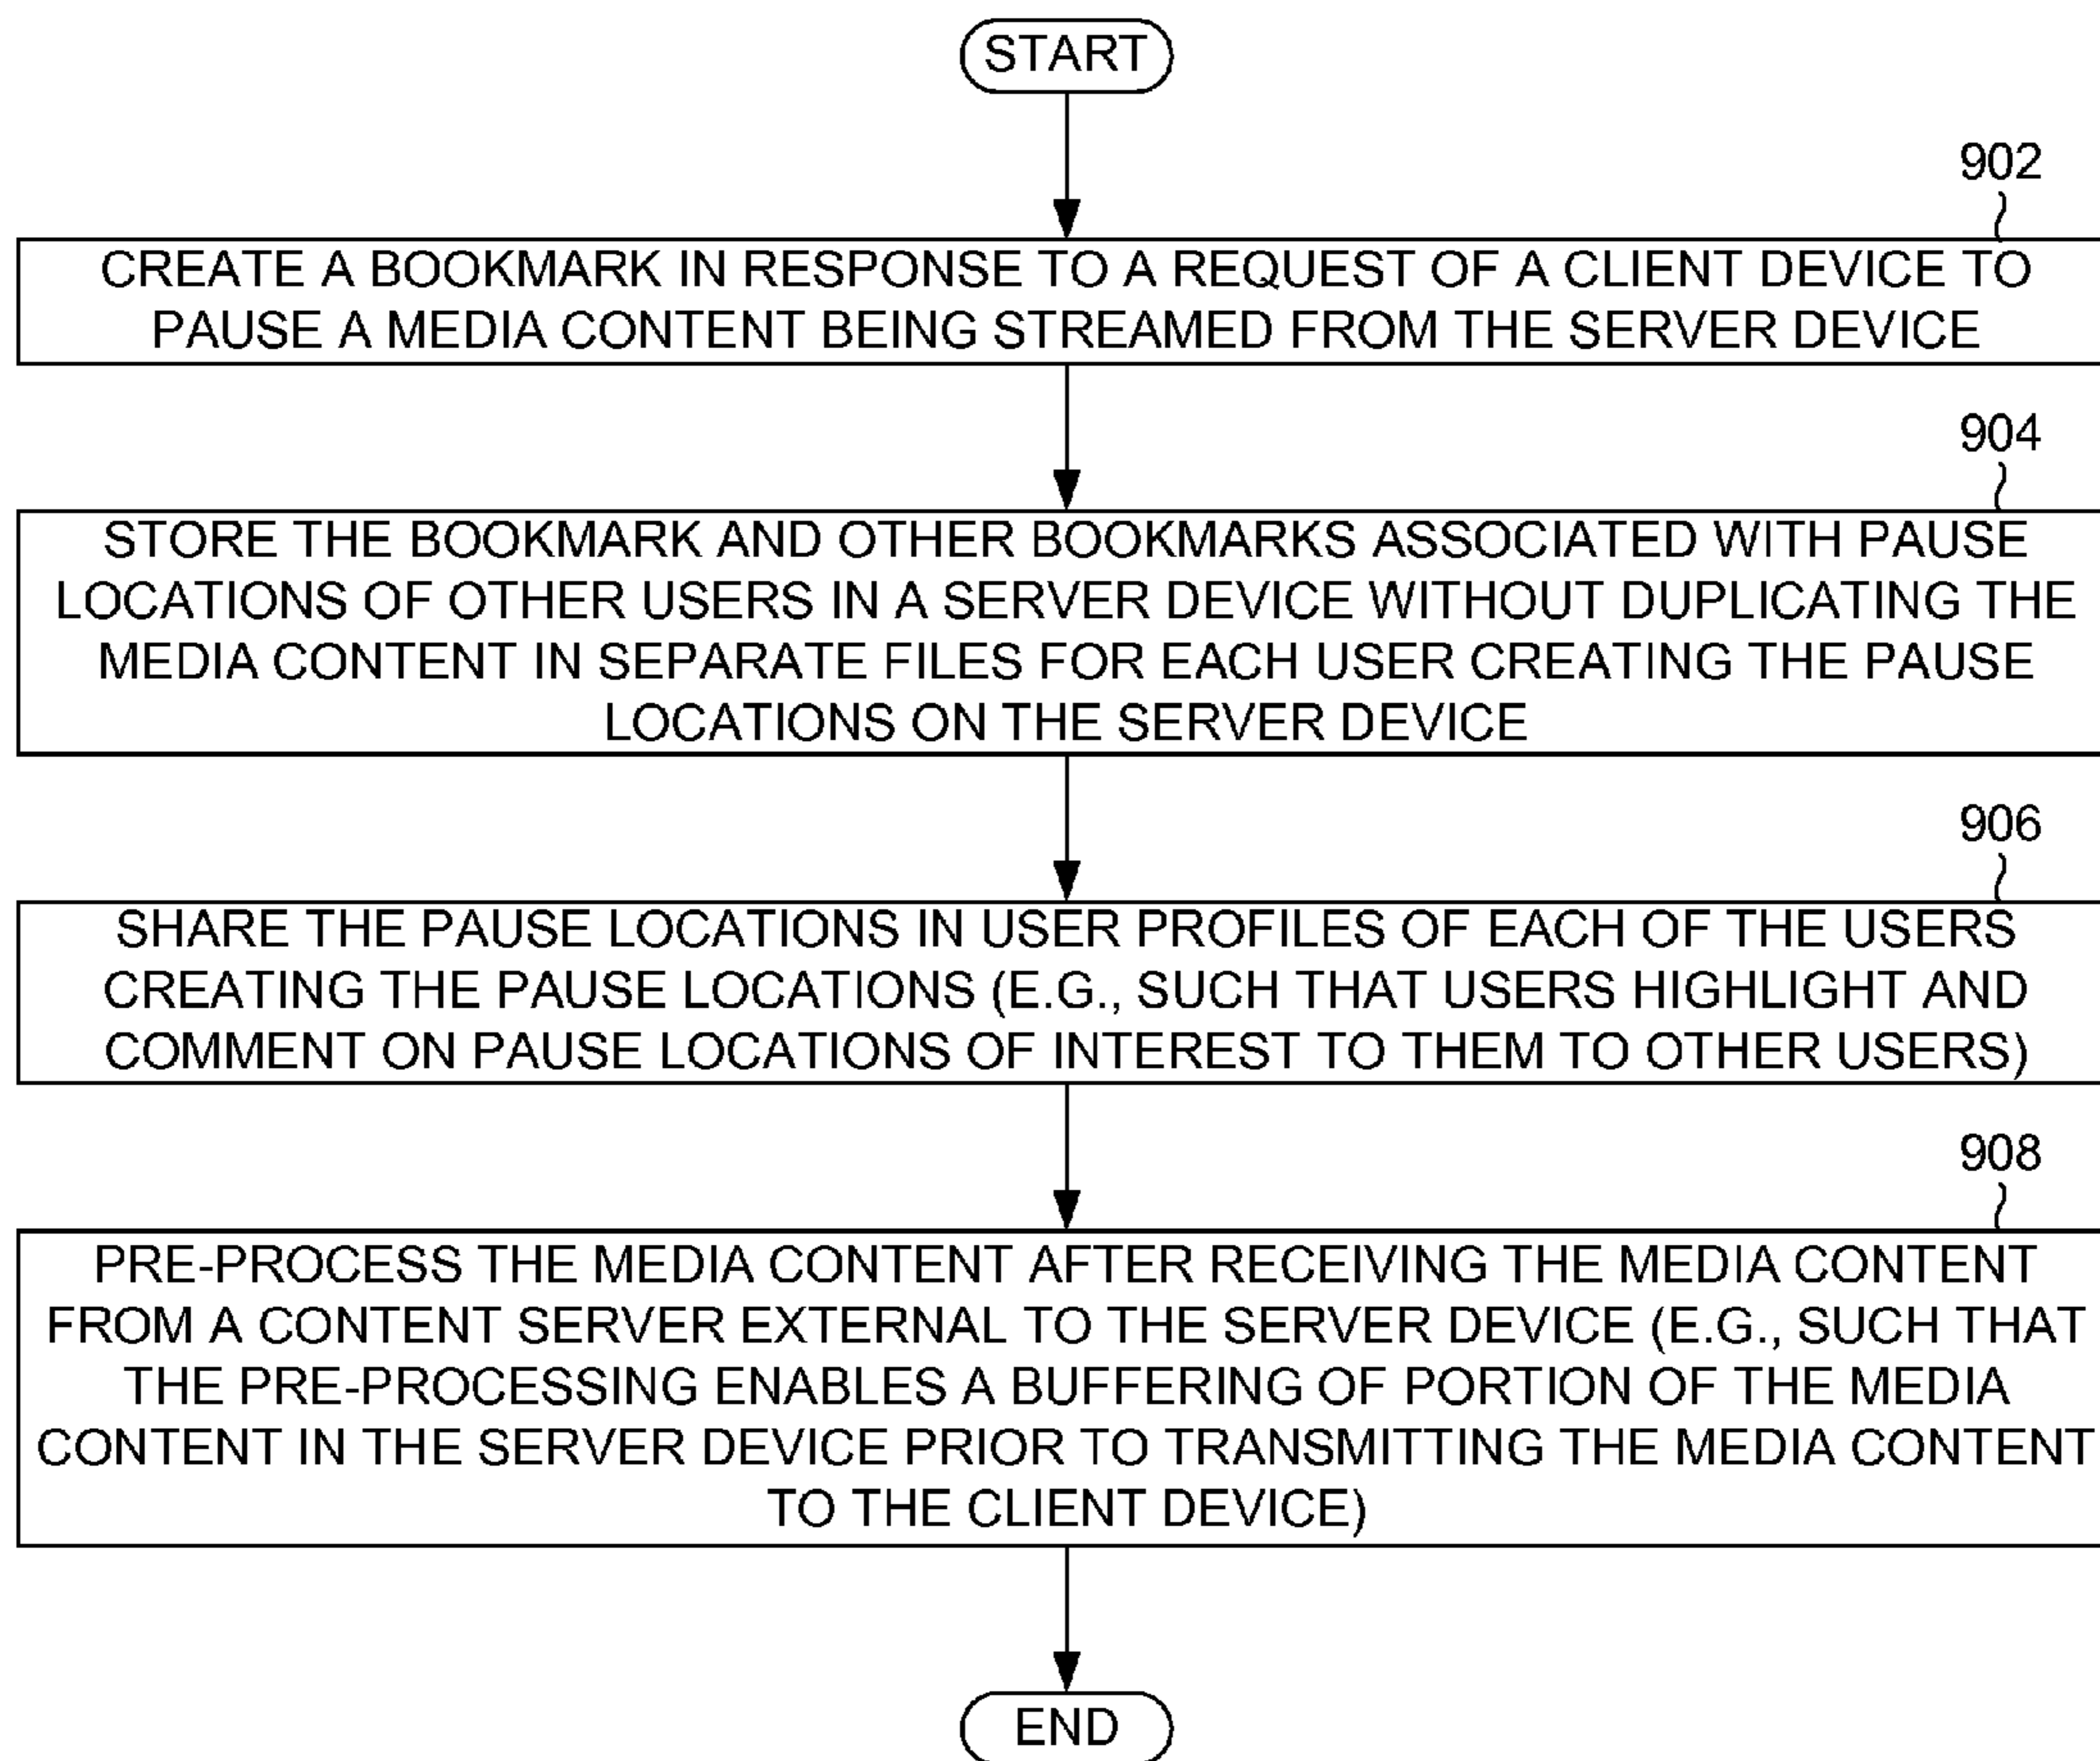 START
902
CREATE A BOOKMARK IN RESPONSE TO A REQUEST OF A CLIENT DEVICE TO
PAUSE A MEDIA CONTENT BEING STREAMED FROM THE SERVER DEVICE
904
STORE THE BOOKMARK AND OTHER BOOKMARKS ASSOCIATED WITH PAUSE
LOCATIONS OF OTHER USERS IN A SERVER DEVICE WITHOUT DUPLICATING THE
MEDIA CONTENT IN SEPARATE FILES FOR EACH USER CREATING THE PAUSE
LOCATIONS ON THE SERVER DEVICE
906
SHARE THE PAUSE LOCATIONS IN USER PROFILES OF EACH OF THE USERS
CREATING THE PAUSE LOCATIONS (E.G., SUCH THAT USERS HIGHLIGHT AND
COMMENT ON PAUSE LOCATIONS OF INTEREST TO THEM TO OTHER USERS)
908
PRE-PROCESS THE MEDIA CONTENT AFTER RECEIVING THE MEDIA CONTENT
FROM A CONTENT SERVER EXTERNAL TO THE SERVER DEVICE (E.G., SUCH THAT
THE PRE-PROCESSING ENABLES A BUFFERING OF PORTION OF THE MEDIA
CONTENT IN THE SERVER DEVICE PRIOR TO TRANSMITTING THE MEDIA CONTENT
TO THE CLIENT DEVICE)
END